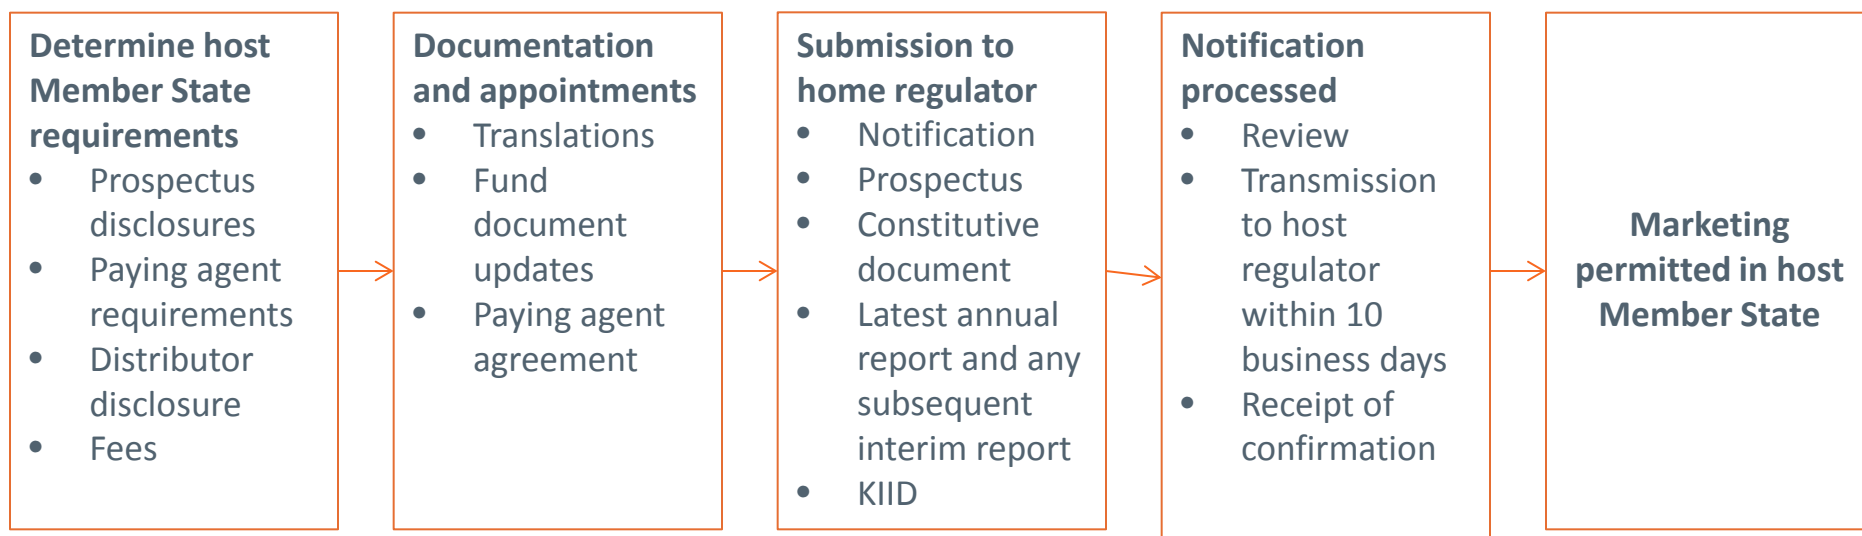 Determine host
Member State
requirements
• Prospectus
disclosures
• Paying agent
requirements
• Distributor
disclosure
• Fees
Documentation
and appointments
• Translations
• Fund
document
updates
• Paying agent
agreement
Submission to
home regulator
• Notification
• Prospectus
• Constitutive
document
• Latest annual
report and any
subsequent
interim report
• KIID
Notification
processed
• Review
• Transmission
to host
regulator
within 10
business days
• Receipt of
confirmation
Marketing
permitted in host
Member State